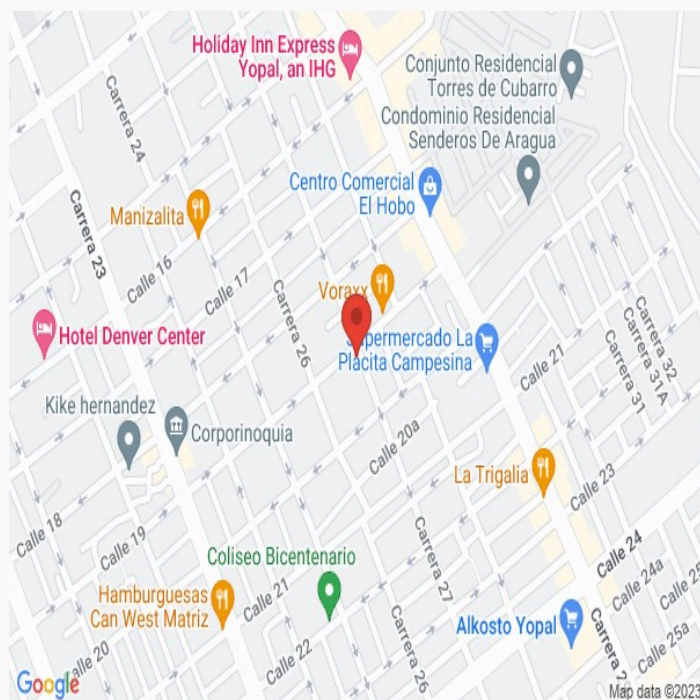 Holiday Inn Express
Yopal, an IHG
Conjunto Residencial
Torres de Cubarro
Condominio Residencial
Senderos De Aragua
Carrera 24
Centro Comercial
El Hobo
Manizalita
Carrera 23
Calle 16
Calle 17
Voraxx
Carrera 26
Hotel Denver Center
Supermercado La
Placita Campesina
Carrera 32
Carrera 31A
Carrera 31
Calle 21
Kike hernandez
Corporinoquia
Calle 20a
La Trigalia
Calle 23
Calle 18
Calle 19
Calle 24
Coliseo Bicentenario
Carrera 27
Hamburguesas
Can West Matriz
Calle 21
Calle 24a
Calle 25
Alkosto Yopal
Calle 22
Calle 20
Carrera 26
Carrera 2
Calle 25a
Google
Map data ©2023